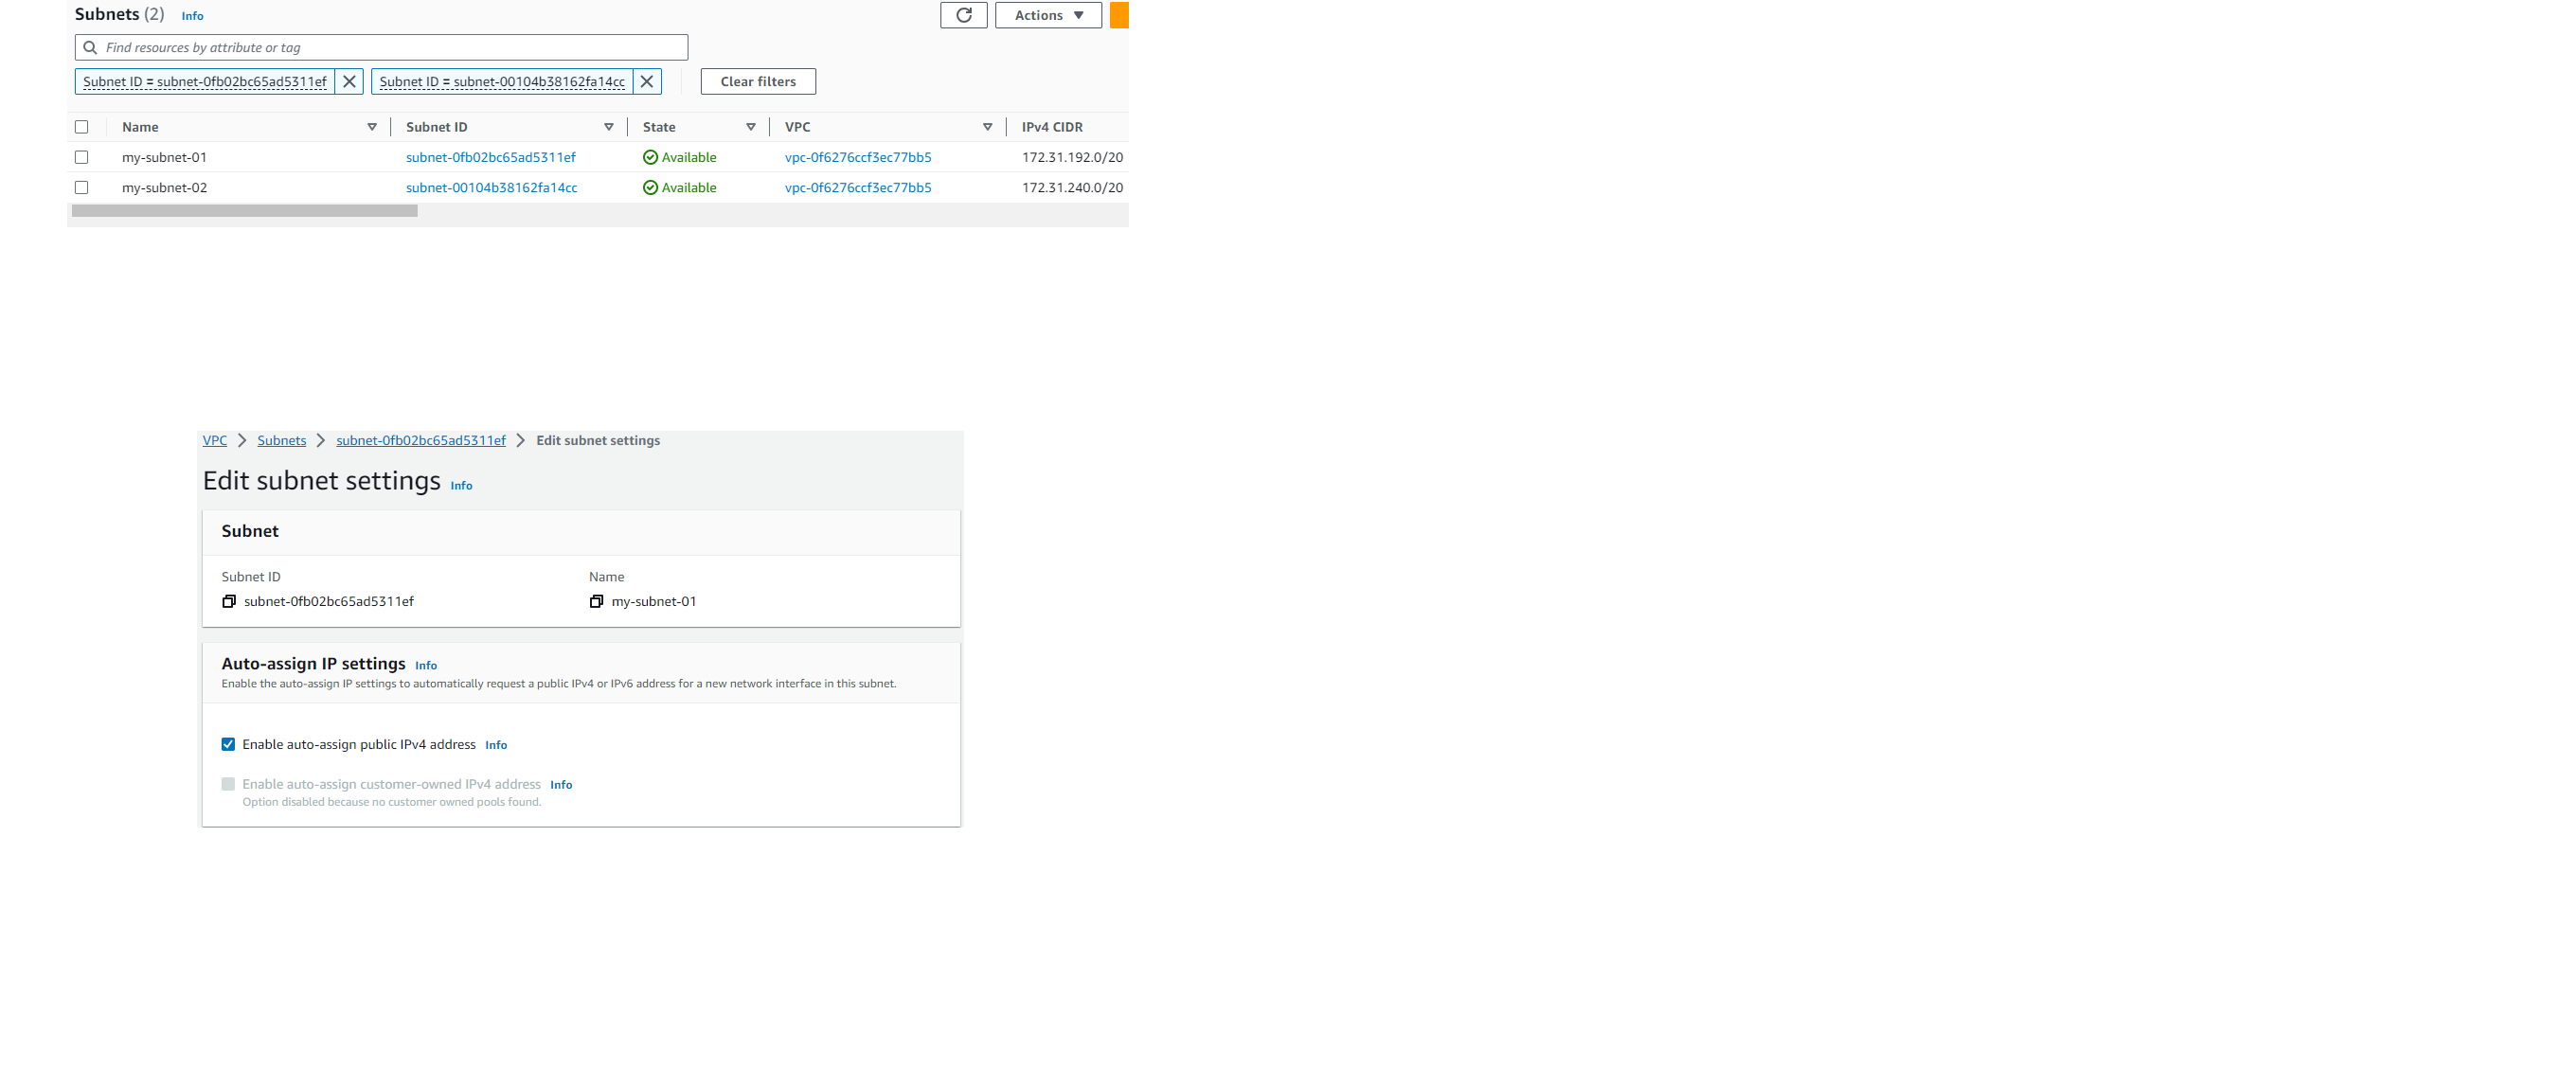 Subnets (2) Info
Actions
Find resources by attribute or tag
Subnet ID = subnet-0fb02bc65ad5311ef Subnet ID = subnet-00104b38162fa14cc Clear filters
Name Subnet ID State VPC IPv4 CIDR
my-subnet-01 subnet-0fb02bc65ad5311ef Available vpc-0f6276ccf3ec77bb5 172.31.192.0/20
my-subnet-02 subnet-00104b38162fa14cc Available vpc-0f6276ccf3ec77bb5 172.31.240.0/20
VPC Subnets subnet-0fb02bc65ad5311ef Edit subnet settings
Edit subnet settings Info
Subnet
Subnet ID Name
subnet-0fb02bc65ad5311ef my-subnet-01
Auto-assign IP settings Info
Enable the auto-assign IP settings to automatically request a public IPv4 or IPv6 address for a new network interface in this subnet.
Enable auto-assign public IPv4 address Info
Enable auto-assign customer-owned IPv4 address Info
Option disabled because no customer owned pools found.